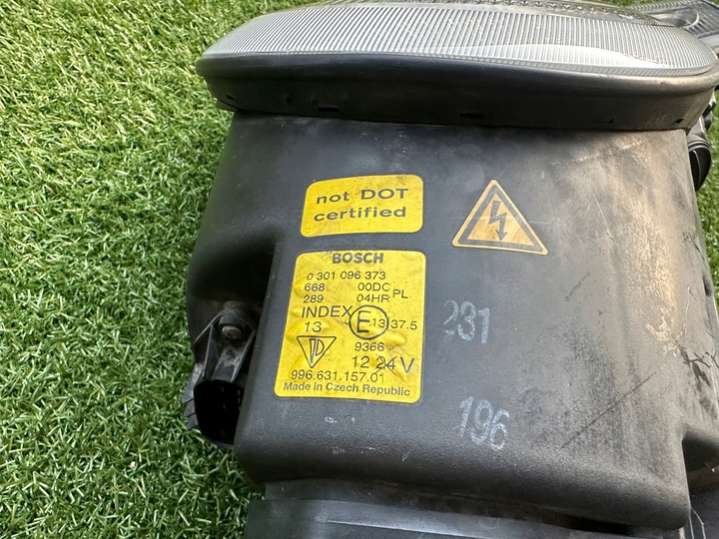 not DOT
certified
BOSCH
0 301 096 373
668 00DC
289 04HR PL
INDEX E 13 37.5
13
9366
12 24 V
996.631.157.01
Made in Czech Republic
231
196